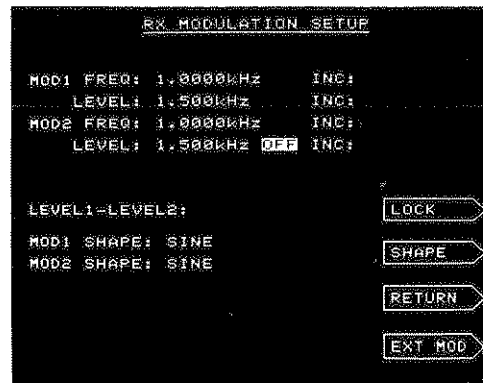 RX MODULATION SETUP
MOD1 FREQ: 1.0000kHz INC:
LEVEL: 1.500kHz INC:
MOD2 FREQ: 1.0000kHz INC:
LEVEL: 1.500kHz OFF INC:
LEVEL1-LEVEL2:
LOCK
MOD1 SHAPE: SINE
MOD2 SHAPE: SINE
SHAPE
RETURN
EXT MOD